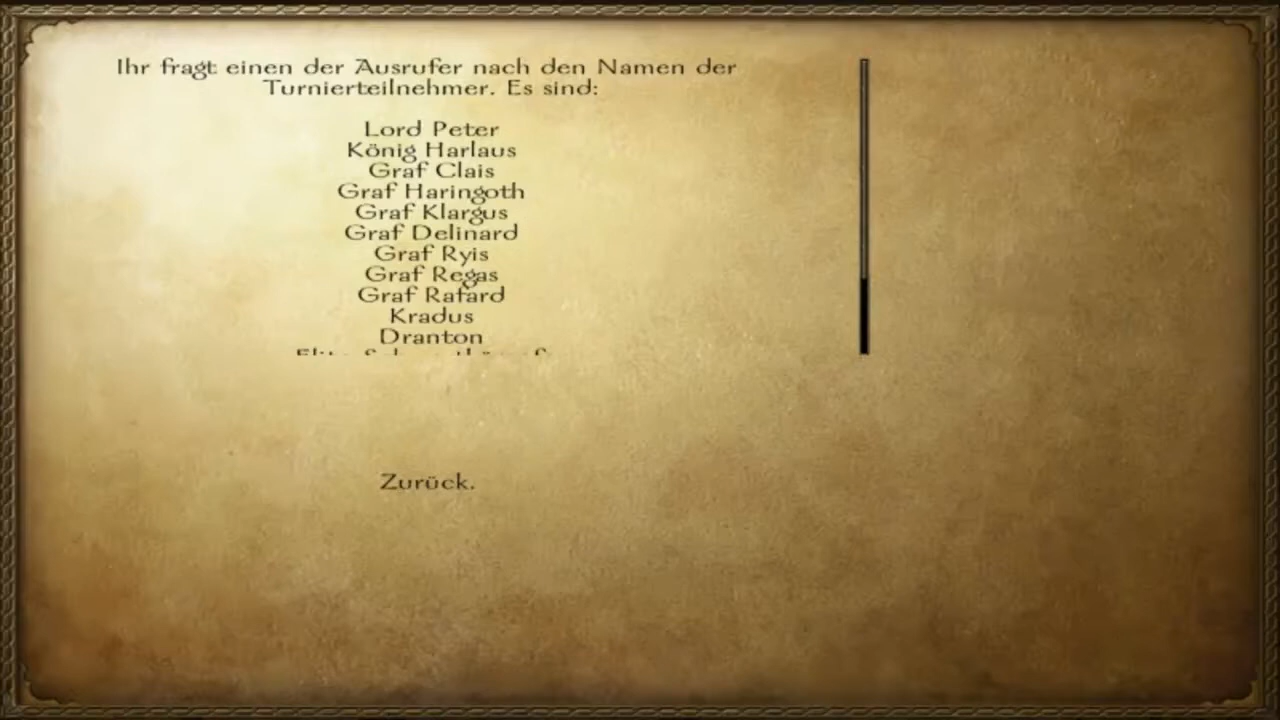 Ihr fragt einen der Ausrufer nach den Namen der
Turnierteilnehmer. Es sind:
Lord Peter
König Harlaus
Graf Clais
Graf Haringoth
Graf Klargus
Graf Delinard
Graf Ryis
Graf Regas
Graf Rafard
Kradus
Dranton
Zurück.